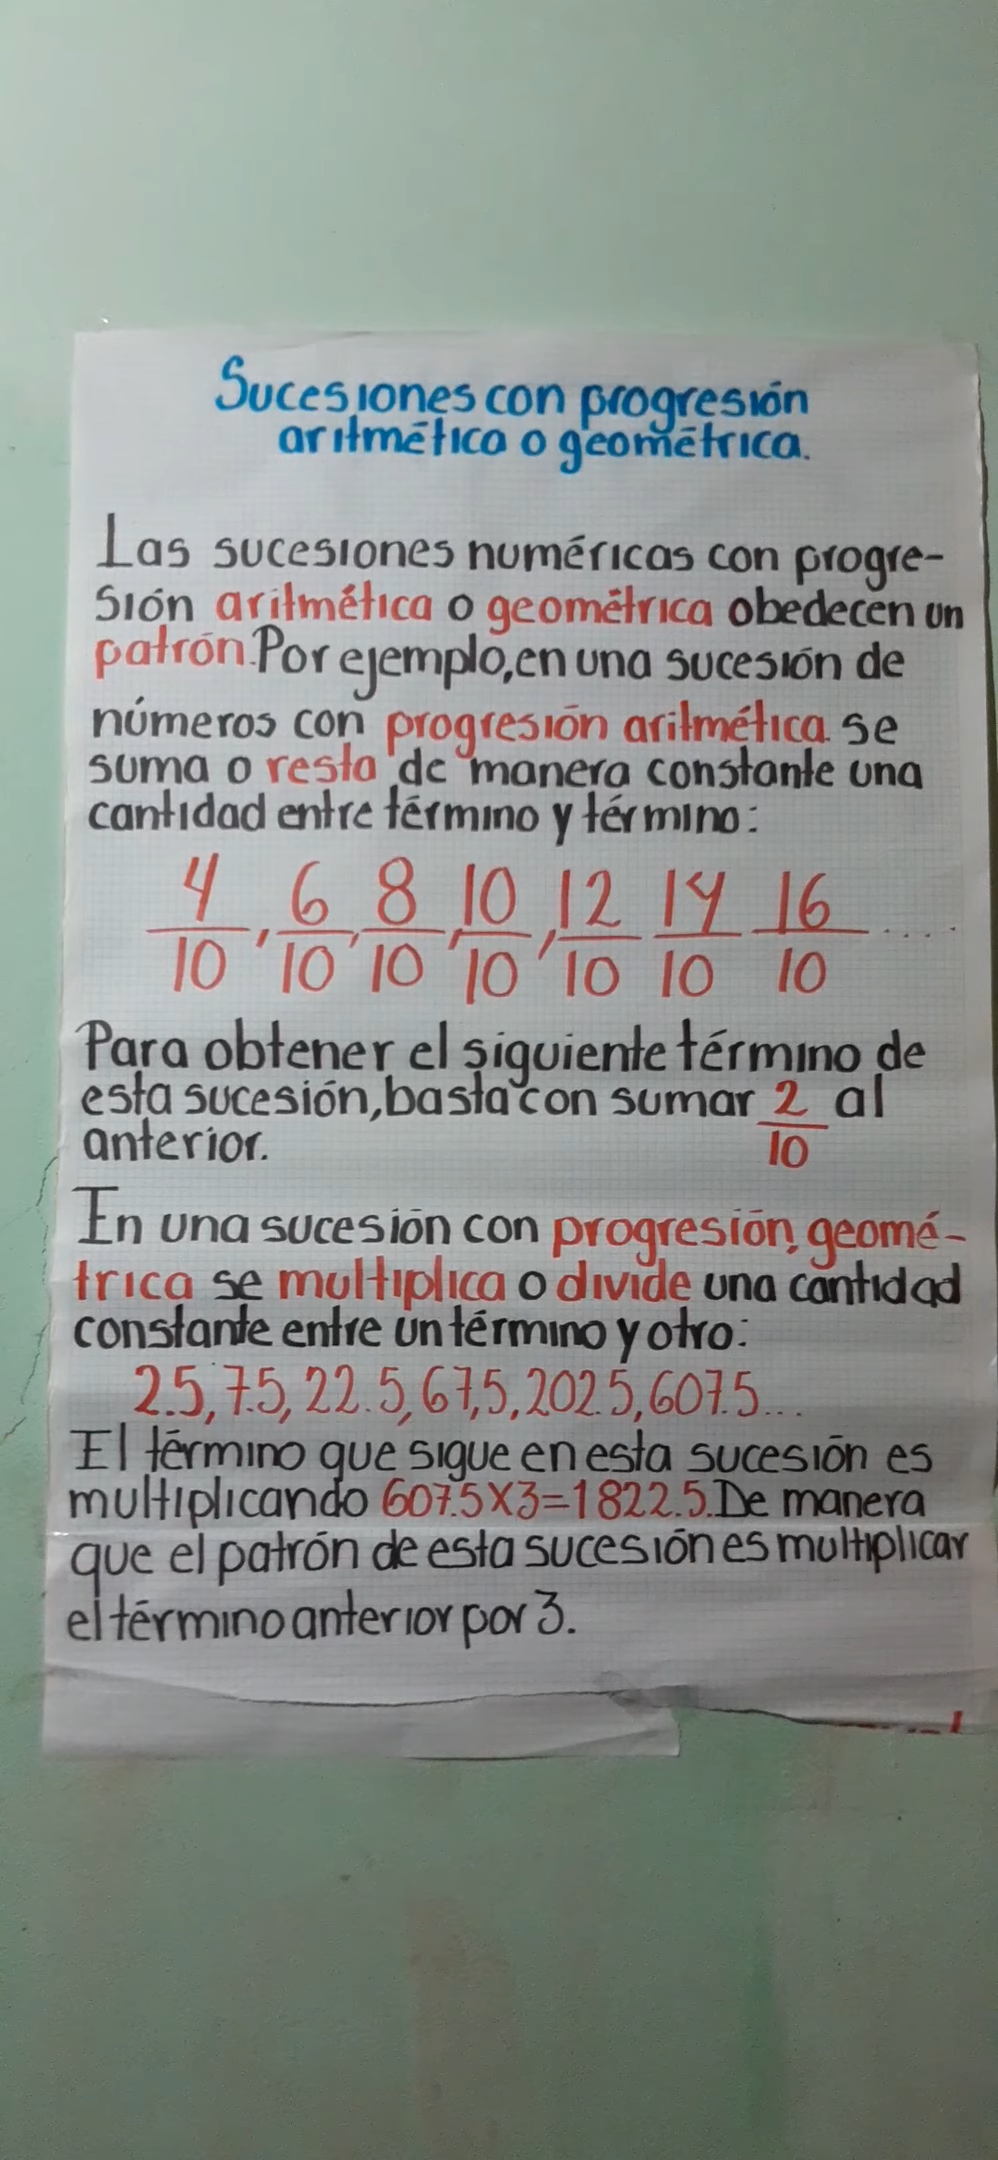 Sucesiones con progresión
aritmético o geométrica.
Las sucesiones numéricas con progre-
sión aritmética o geométrica obedecen un
patrón. Por ejemplo, en una sucesión de
números con progresión aritmética se
suma o resta de manera constante una
cantidad entre término y término:
4/10, 6/10, 8/10, 10/10, 12/10 14/10 16/10 .....
Para obtener el siguiente término de
esta sucesión, basta con sumar 2/10 al
anterior.
En una sucesión con progresión geomé-
trica se multiplica o divide una cantidad
constante entre un término y otro:
2.5, 7.5, 22.5, 67,5, 202.5, 607.5...
El término que sigue en esta sucesión es
multiplicando 607.5X3=1822.5. De manera
que el patrón de esta sucesión es multiplicar
el término anterior por 3.